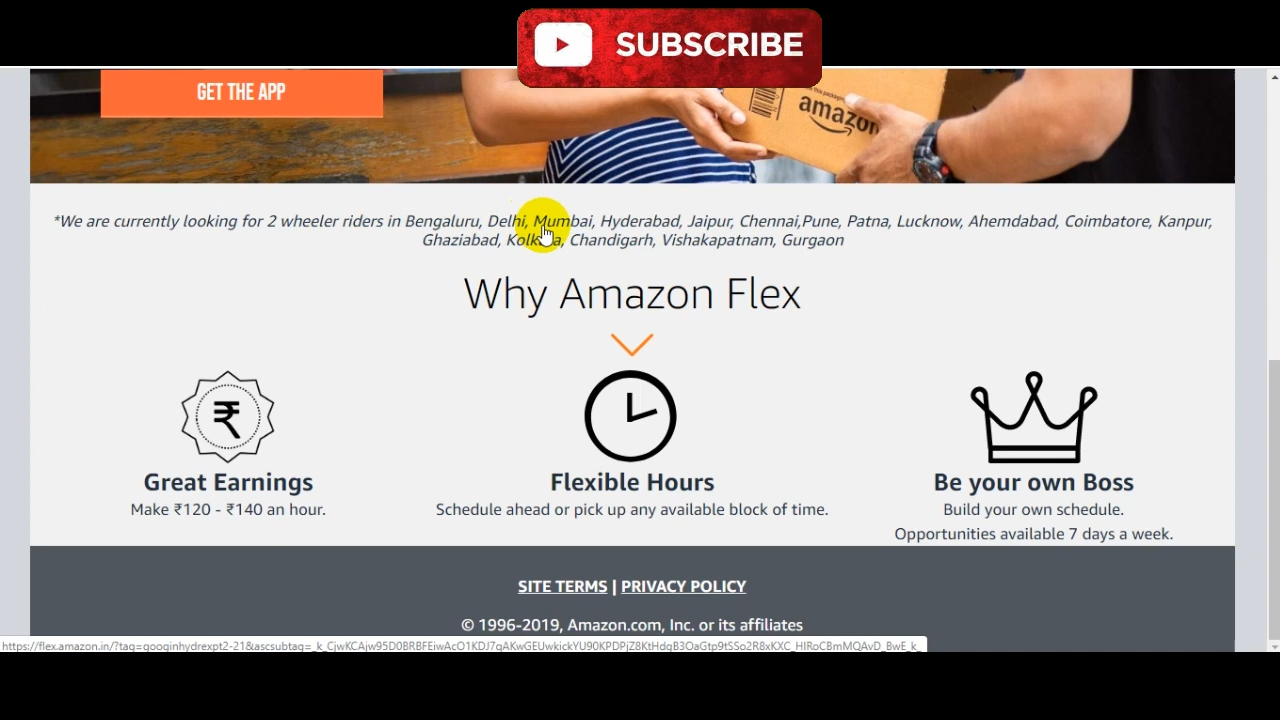 SUBSCRIBE
GET THE APP
amazon
*We are currently looking for 2 wheeler riders in Bengaluru, Delhi, Mumbai, Hyderabad, Jaipur, Chennai,Pune, Patna, Lucknow, Ahemdabad, Coimbatore, Kanpur,
Ghaziabad, Kolkata, Chandigarh, Vishakapatnam, Gurgaon
Why Amazon Flex
₹
Great Earnings
Make ₹120 - ₹140 an hour.
Flexible Hours
Schedule ahead or pick up any available block of time.
Be your own Boss
Build your own schedule.
Opportunities available 7 days a week.
SITE TERMS | PRIVACY POLICY
© 1996-2019, Amazon.com, Inc. or its affiliates